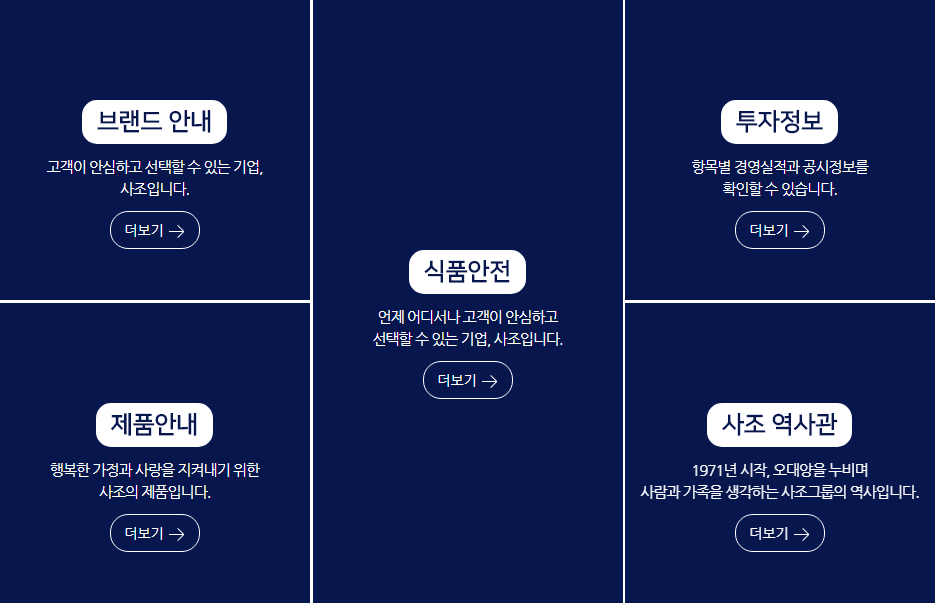 브랜드 안내
고객이 안심하고 선택할 수 있는 기업,
사조입니다.
더보기 →
제품안내
행복한 가정과 사랑을 지켜내기 위한
사조의 제품입니다.
더보기 →
식품안전
언제 어디서나 고객이 안심하고
선택할 수 있는 기업, 사조입니다.
더보기 →
투자정보
항목별 경영실적과 공시정보를
확인할 수 있습니다.
더보기 →
사조 역사관
1971년 시작, 오대양을 누비며
사람과 가족을 생각하는 사조그룹의 역사입니다.
더보기 →